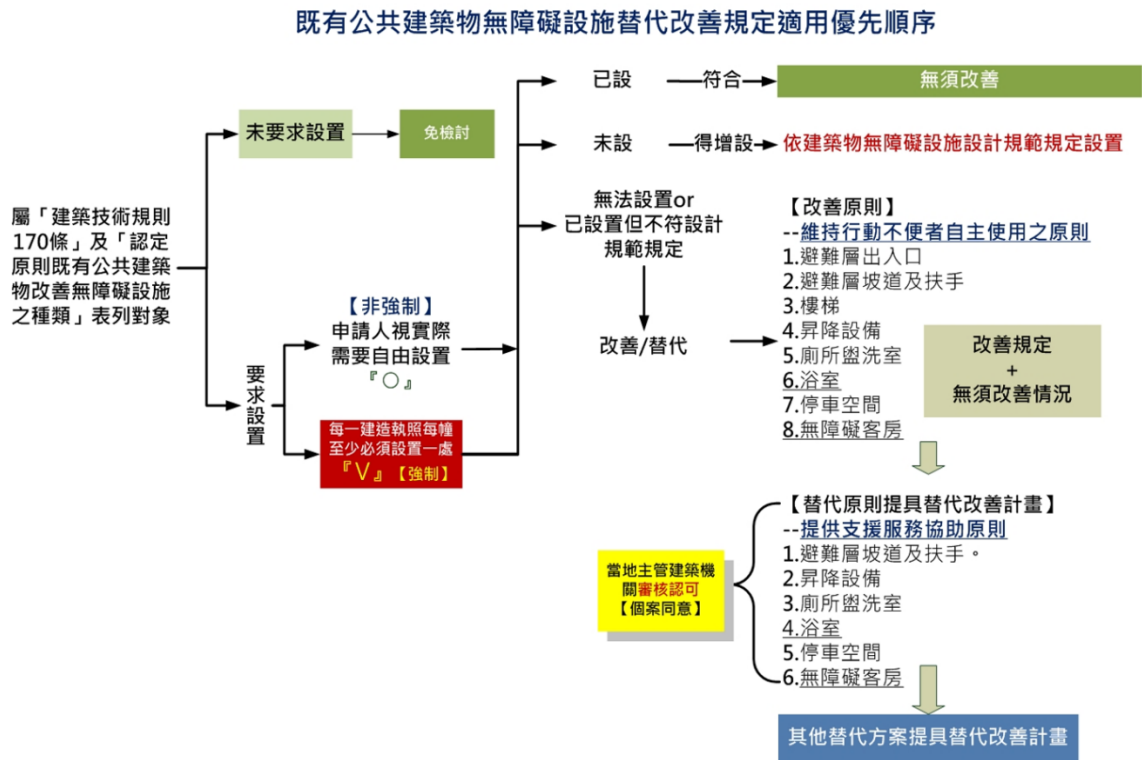 既有公共建築物無障礙設施替代改善規定適用優先順序
屬「建築技術規則
170條」及「認定
原則既有公共建築
物改善無障礙設施
之種類」表列對象
未要求設置
免檢討
要求設置
【非強制】
申請人視實際
需要自由設置
『○』
每一建造執照每幢
至少必須設置一處
『V』【強制】
已設
符合
無須改善
未設
得增設
依建築物無障礙設施設計規範規定設置
無法設置or
已設置但不符設計
規範規定
改善/替代
【改善原則】
--維持行動不便者自主使用之原則
1.避難層出入口
2.避難層坡道及扶手
3.樓梯
4.昇降設備
5.廁所盥洗室
6.浴室
7.停車空間
8.無障礙客房
改善規定
+
無須改善情況
【替代原則提具替代改善計畫】
--提供支援服務協助原則
1.避難層坡道及扶手。
2.昇降設備
3.廁所盥洗室
4.浴室
5.停車空間
6.無障礙客房
當地主管建築機
關審核認可
【個案同意】
其他替代方案提具替代改善計畫